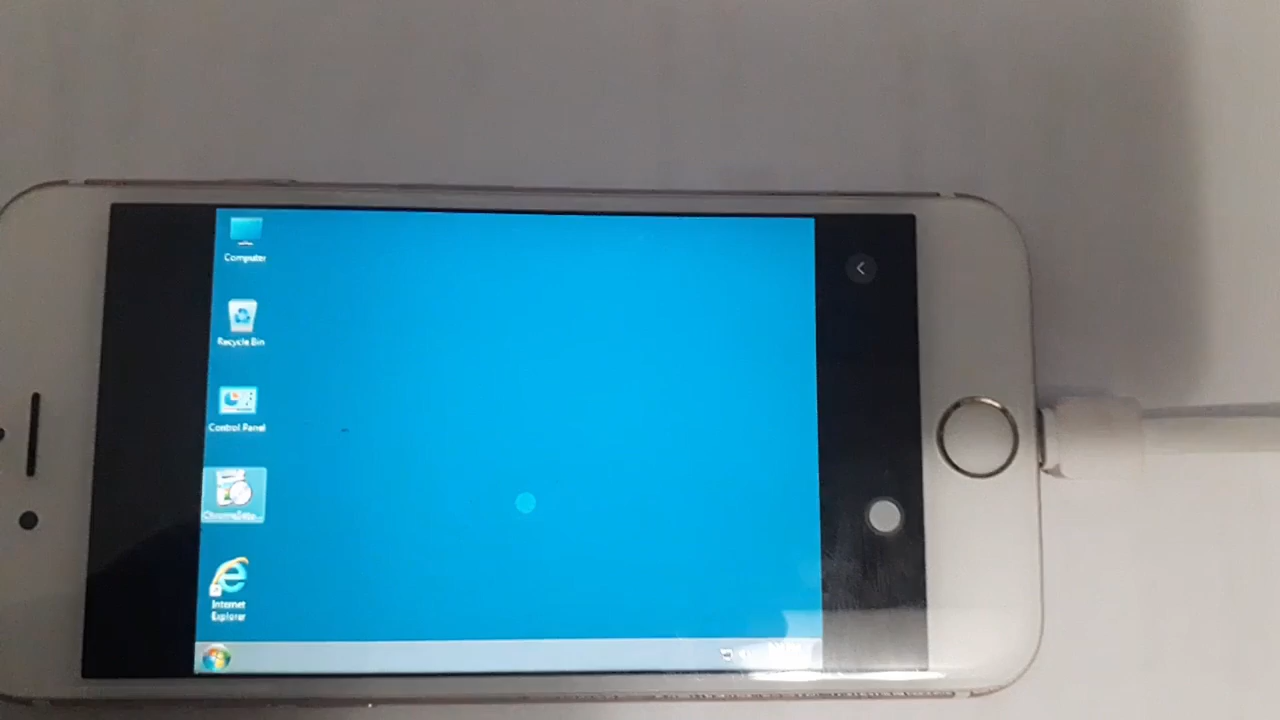 Computer
Recycle Bin
Control Panel
Internet
Explorer